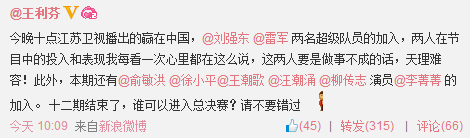 @王利芬
今晚十点江苏卫视播出的赢在中国，@刘强东 @雷军 两名超级队员的加入，两人在节
目中的投入和表现我每看一次心里都在这么说，这两人要是做事不成的话，天理难
容！此外，本期还有@俞敏洪 @徐小平@王潮歌 @汪潮涌 @柳传志 演员@李菁菁 的
加入。 十二期结束了，谁可以进入总决赛？请不要错过
今天 10:09 来自新浪微博 (45) | 转发(315) | 评论(66)